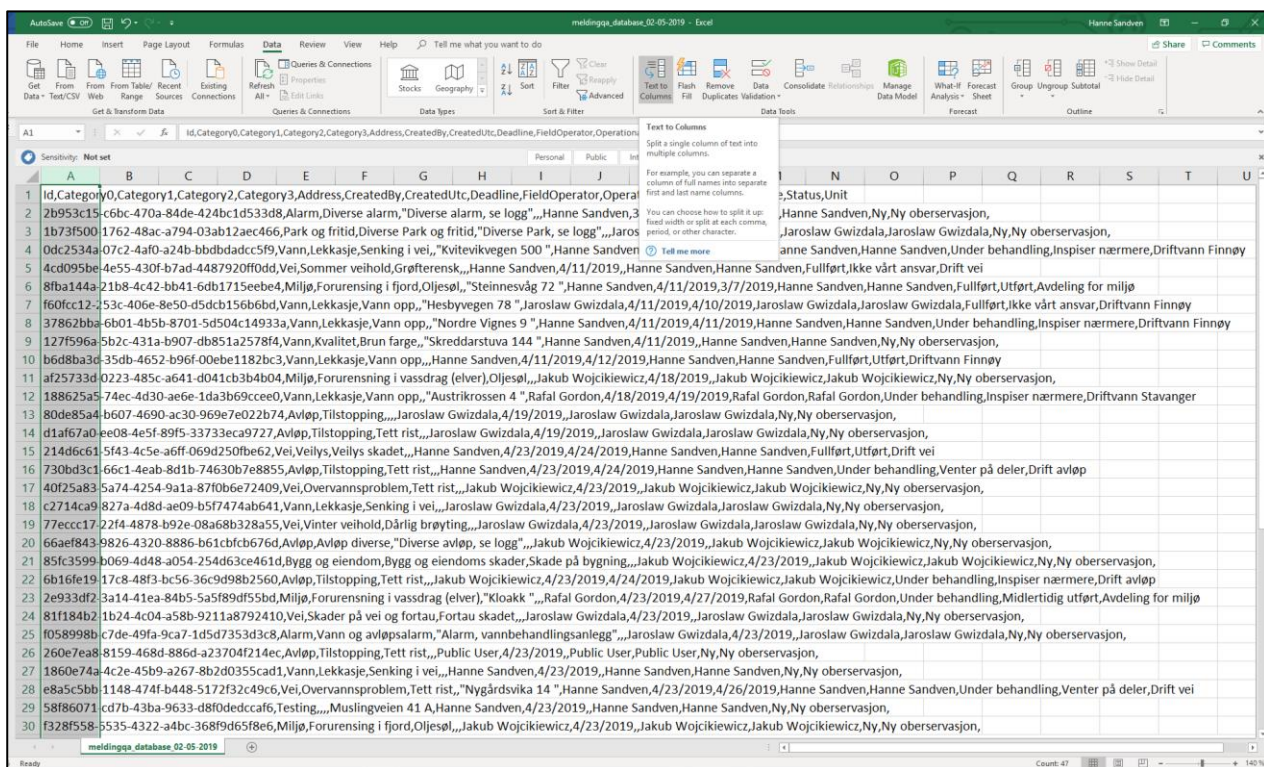 AutoSave Off meldingqa_database_02-05-2019 - Excel Hanne Sandven
File Home Insert Page Layout Formulas Data Review View Help Tell me what you want to do Share Comments
Get Data From Text/CSV From Web From Table/ Range Recent Sources Existing Connections Refresh All Queries & Connections Properties Edit Links Stocks Geography Sort Filter Clear Reapply Advanced Text to Columns Flash Fill Remove Duplicates Data Validation Consolidate Relationships Manage Data Model What-If Analysis Forecast Sheet Group Ungroup Subtotal Show Detail Hide Detail
Get & Transform Data Queries & Connections Data Types Sort & Filter Data Tools Forecast Outline
A1 fx Id,Category0,Category1,Category2,Category3,Address,CreatedBy,CreatedUtc,Deadline,FieldOperator,Operationa
Text to Columns
Split a single column of text into
multiple columns.
For example, you can separate a
column of full names into separate
first and last name columns.
You can choose how to split it up:
fixed width or split at each comma,
period, or other character.
Tell me more
Sensitivity: Not set Personal Public Int
A B C D E F G H I J N O P Q R S T U
1 Id,Category0,Category1,Category2,Category3,Address,CreatedBy,CreatedUtc,Deadline,FieldOperator,Operat e,Status,Unit
2 2b953c15-c6bc-470a-84de-424bc1d533d8,Alarm,Diverse alarm,"Diverse alarm, se logg",,,Hanne Sandven,3 Hanne Sandven,Ny,Ny oberservasjon,
3 1b73f500-1762-48ac-a794-03ab12aec466,Park og fritid,Diverse Park og fritid,"Diverse Park, se logg",,,Jaros Jaroslaw Gwizdala,Ny,Ny oberservasjon,
4 0dc2534a-07c2-4af0-a24b-bbdbdadcc5f9,Vann,Lekkasje,Senking i vei,,"Kvitevikvegen 500 ",Hanne Sandven Hanne Sandven,Hanne Sandven,Under behandling,Inspiser nærmere,Driftvann Finnøy
5 4cd095be-4e55-430f-b7ad-4487920ff0dd,Vei,Sommer veihold,Grøfterensk,,,Hanne Sandven,4/11/2019,,Hanne Sandven,Hanne Sandven,Fullført,Ikke vårt ansvar,Drift vei
6 8fba144a-21b8-4c42-bb41-6db1715eebe4,Miljø,Forurensing i fjord,Oljesøl,,"Steinnesvåg 72 ",Hanne Sandven,4/11/2019,3/7/2019,Hanne Sandven,Hanne Sandven,Fullført,Utført,Avdeling for miljø
7 f60fcc12-253c-406e-8e50-d5dcb156b6bd,Vann,Lekkasje,Vann opp,,"Hesbyvegen 78 ",Jaroslaw Gwizdala,4/11/2019,4/10/2019,Jaroslaw Gwizdala,Jaroslaw Gwizdala,Fullført,Ikke vårt ansvar,Driftvann Finnøy
8 37862bba-6b01-4b5b-8701-5d504c14933a,Vann,Lekkasje,Vann opp,,"Nordre Vignes 9 ",Hanne Sandven,4/11/2019,4/11/2019,Hanne Sandven,Hanne Sandven,Under behandling,Inspiser nærmere,Driftvann Finnøy
9 127f596a-5b2c-431a-b907-db851a2578f4,Vann,Kvalitet,Brun farge,,"Skreddarstuva 144 ",Hanne Sandven,4/11/2019,,Hanne Sandven,Hanne Sandven,Ny,Ny oberservasjon,
10 b6d8ba3d-35db-4652-b96f-00ebe1182bc3,Vann,Lekkasje,Vann opp,,,Hanne Sandven,4/11/2019,4/12/2019,Hanne Sandven,Hanne Sandven,Fullført,Utført,Driftvann Finnøy
11 af25733d-0223-485c-a641-d041cb3b4b04,Miljø,Forurensning i vassdrag (elver),Oljesøl,,,Jakub Wojcikiewicz,4/18/2019,,Jakub Wojcikiewicz,Jakub Wojcikiewicz,Ny,Ny oberservasjon,
12 188625a5-74ec-4d30-ae6e-1da3b69ccee0,Vann,Lekkasje,Vann opp,,"Austrikrossen 4 ",Rafal Gordon,4/18/2019,4/19/2019,Rafal Gordon,Rafal Gordon,Under behandling,Inspiser nærmere,Driftvann Stavanger
13 80de85a4-b607-4690-ac30-969e7e022b74,Avløp,Tilstopping,,,,Jaroslaw Gwizdala,4/19/2019,,Jaroslaw Gwizdala,Jaroslaw Gwizdala,Ny,Ny oberservasjon,
14 d1af67a0-ee08-4e5f-89f5-33733eca9727,Avløp,Tilstopping,Tett rist,,,Jaroslaw Gwizdala,4/19/2019,,Jaroslaw Gwizdala,Jaroslaw Gwizdala,Ny,Ny oberservasjon,
15 214d6c61-5f43-4c5e-a6ff-069d250fbe62,Vei,Veilys,Veilys skadet,,,Hanne Sandven,4/23/2019,4/24/2019,Hanne Sandven,Hanne Sandven,Fullført,Utført,Drift vei
16 730bd3c1-66c1-4eab-8d1b-74630b7e8855,Avløp,Tilstopping,Tett rist,,,Hanne Sandven,4/23/2019,4/24/2019,Hanne Sandven,Hanne Sandven,Under behandling,Venter på deler,Drift avløp
17 40f25a83-5a74-4254-9a1a-87f0b6e72409,Vei,Overvannsproblem,Tett rist,,,Jakub Wojcikiewicz,4/23/2019,,Jakub Wojcikiewicz,Jakub Wojcikiewicz,Ny,Ny oberservasjon,
18 c2714ca9-827a-4d8d-ae09-b5f7474ab641,Vann,Lekkasje,Senking i vei,,,Jaroslaw Gwizdala,4/23/2019,,Jaroslaw Gwizdala,Jaroslaw Gwizdala,Ny,Ny oberservasjon,
19 77eccc17-22f4-4878-b92e-08a68b328a55,Vei,Vinter veihold,Dårlig brøyting,,,Jaroslaw Gwizdala,4/23/2019,,Jaroslaw Gwizdala,Jaroslaw Gwizdala,Ny,Ny oberservasjon,
20 66aef843-9826-4320-8886-b61cbfcb676d,Avløp,Avløp diverse,"Diverse avløp, se logg",,,Jakub Wojcikiewicz,4/23/2019,,Jakub Wojcikiewicz,Jakub Wojcikiewicz,Ny,Ny oberservasjon,
21 85fc3599-b069-4d48-a054-254d63ce461d,Bygg og eiendom,Bygg og eiendoms skader,Skade på bygning,,,Jakub Wojcikiewicz,4/23/2019,,Jakub Wojcikiewicz,Jakub Wojcikiewicz,Ny,Ny oberservasjon,
22 6b16fe19-17c8-48f3-bc56-36c9d98b2560,Avløp,Tilstopping,Tett rist,,,Jakub Wojcikiewicz,4/23/2019,4/24/2019,Jakub Wojcikiewicz,Jakub Wojcikiewicz,Under behandling,Inspiser nærmere,Drift avløp
23 2e933df2-3a14-41ea-84b5-5a5f89df55bd,Miljø,Forurensning i vassdrag (elver),"Kloakk ",,,Rafal Gordon,4/23/2019,4/27/2019,Rafal Gordon,Rafal Gordon,Under behandling,Midlertidig utført,Avdeling for miljø
24 81f184b2-1b24-4c04-a58b-9211a8792410,Vei,Skader på vei og fortau,Fortau skadet,,,Jaroslaw Gwizdala,4/23/2019,,Jaroslaw Gwizdala,Jaroslaw Gwizdala,Ny,Ny oberservasjon,
25 f058998b-c7de-49fa-9ca7-1d5d7353d3c8,Alarm,Vann og avløpsalarm,"Alarm, vannbehandlingsanlegg",,,Jaroslaw Gwizdala,4/23/2019,,Jaroslaw Gwizdala,Jaroslaw Gwizdala,Ny,Ny oberservasjon,
26 260e7ea8-8159-468d-886d-a23704f214ec,Avløp,Tilstopping,Tett rist,,,Public User,4/23/2019,,Public User,Public User,Ny,Ny oberservasjon,
27 1860e74a-4c2e-45b9-a267-8b2d0355cad1,Vann,Lekkasje,Senking i vei,,,Hanne Sandven,4/23/2019,,Hanne Sandven,Hanne Sandven,Ny,Ny oberservasjon,
28 e8a5c5bb-1148-474f-b448-5172f32c49c6,Vei,Overvannsproblem,Tett rist,,"Nygårdsvika 14 ",Hanne Sandven,4/23/2019,4/26/2019,Hanne Sandven,Hanne Sandven,Under behandling,Venter på deler,Drift vei
29 58f86071-cd7b-43ba-9633-d8f0dedccaf6,Testing,,,,Muslingveien 41 A,Hanne Sandven,4/23/2019,,Hanne Sandven,Hanne Sandven,Ny,Ny oberservasjon,
30 f328f558-5535-4322-a4bc-368f9d65f8e6,Miljø,Forurensing i fjord,Oljesøl,,,Jakub Wojcikiewicz,4/23/2019,,Jakub Wojcikiewicz,Jakub Wojcikiewicz,Ny,Ny oberservasjon,
meldingqa_database_02-05-2019
Ready Count: 47 140 %